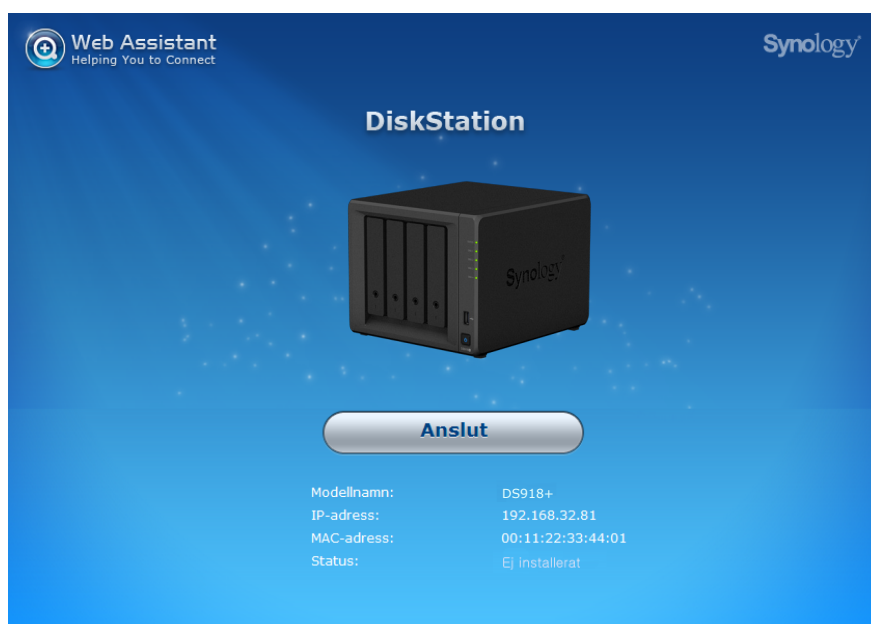 Web Assistant
Helping You to Connect
Synology
DiskStation
Synology
Anslut
Modellnamn: DS918+
IP-adress: 192.168.32.81
MAC-adress: 00:11:22:33:44:01
Status: Ej installerat